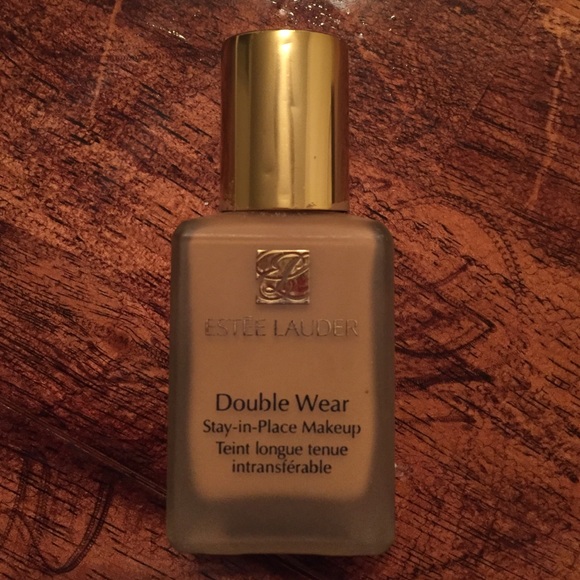 ESTĒE LAUDER
Double Wear
Stay-in-Place Makeup
Teint longue tenue
intransférable